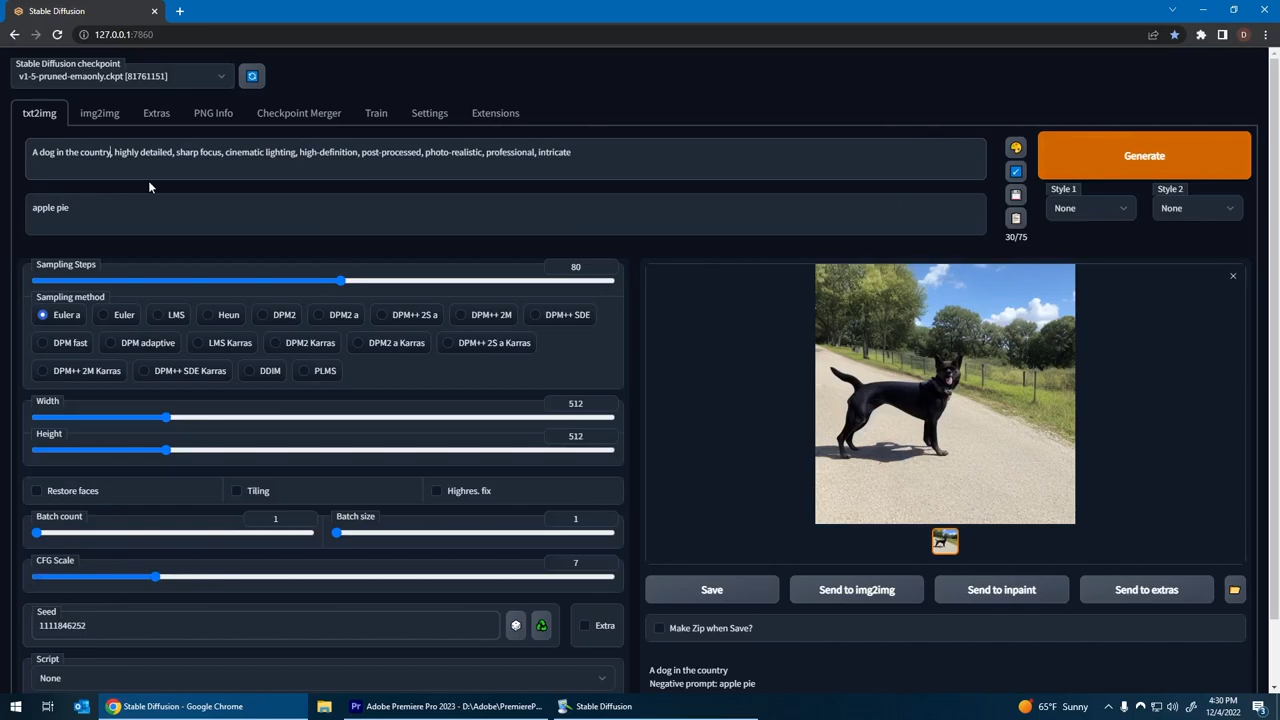 Stable Diffusion
127.0.0.1:7860
D
Stable Diffusion checkpoint
v1-5-pruned-emaonly.ckpt [81761151]
txt2img img2img Extras PNG Info Checkpoint Merger Train Settings Extensions
A dog in the country, highly detailed, sharp focus, cinematic lighting, high-definition, post-processed, photo-realistic, professional, intricate
Generate
Style 1 Style 2
None None
apple pie
30/75
Sampling Steps 80
Sampling method
Euler a Euler LMS Heun DPM2 DPM2 a DPM++ 2S a DPM++ 2M DPM++ SDE
DPM fast DPM adaptive LMS Karras DPM2 Karras DPM2 a Karras DPM++ 2S a Karras
DPM++ 2M Karras DPM++ SDE Karras DDIM PLMS
Width 512
Height 512
Restore faces Tiling Highres. fix
Batch count 1 Batch size 1
CFG Scale 7
Seed
1111846252
Extra
Script
None
Save Send to img2img Send to inpaint Send to extras
Make Zip when Save?
A dog in the country
Negative prompt: apple pie
Stable Diffusion - Google Chrome
Pr Adobe Premiere Pro 2023 - D:\Adobe\PremiereP...
Stable Diffusion
65°F Sunny
4:30 PM
12/4/2022
3